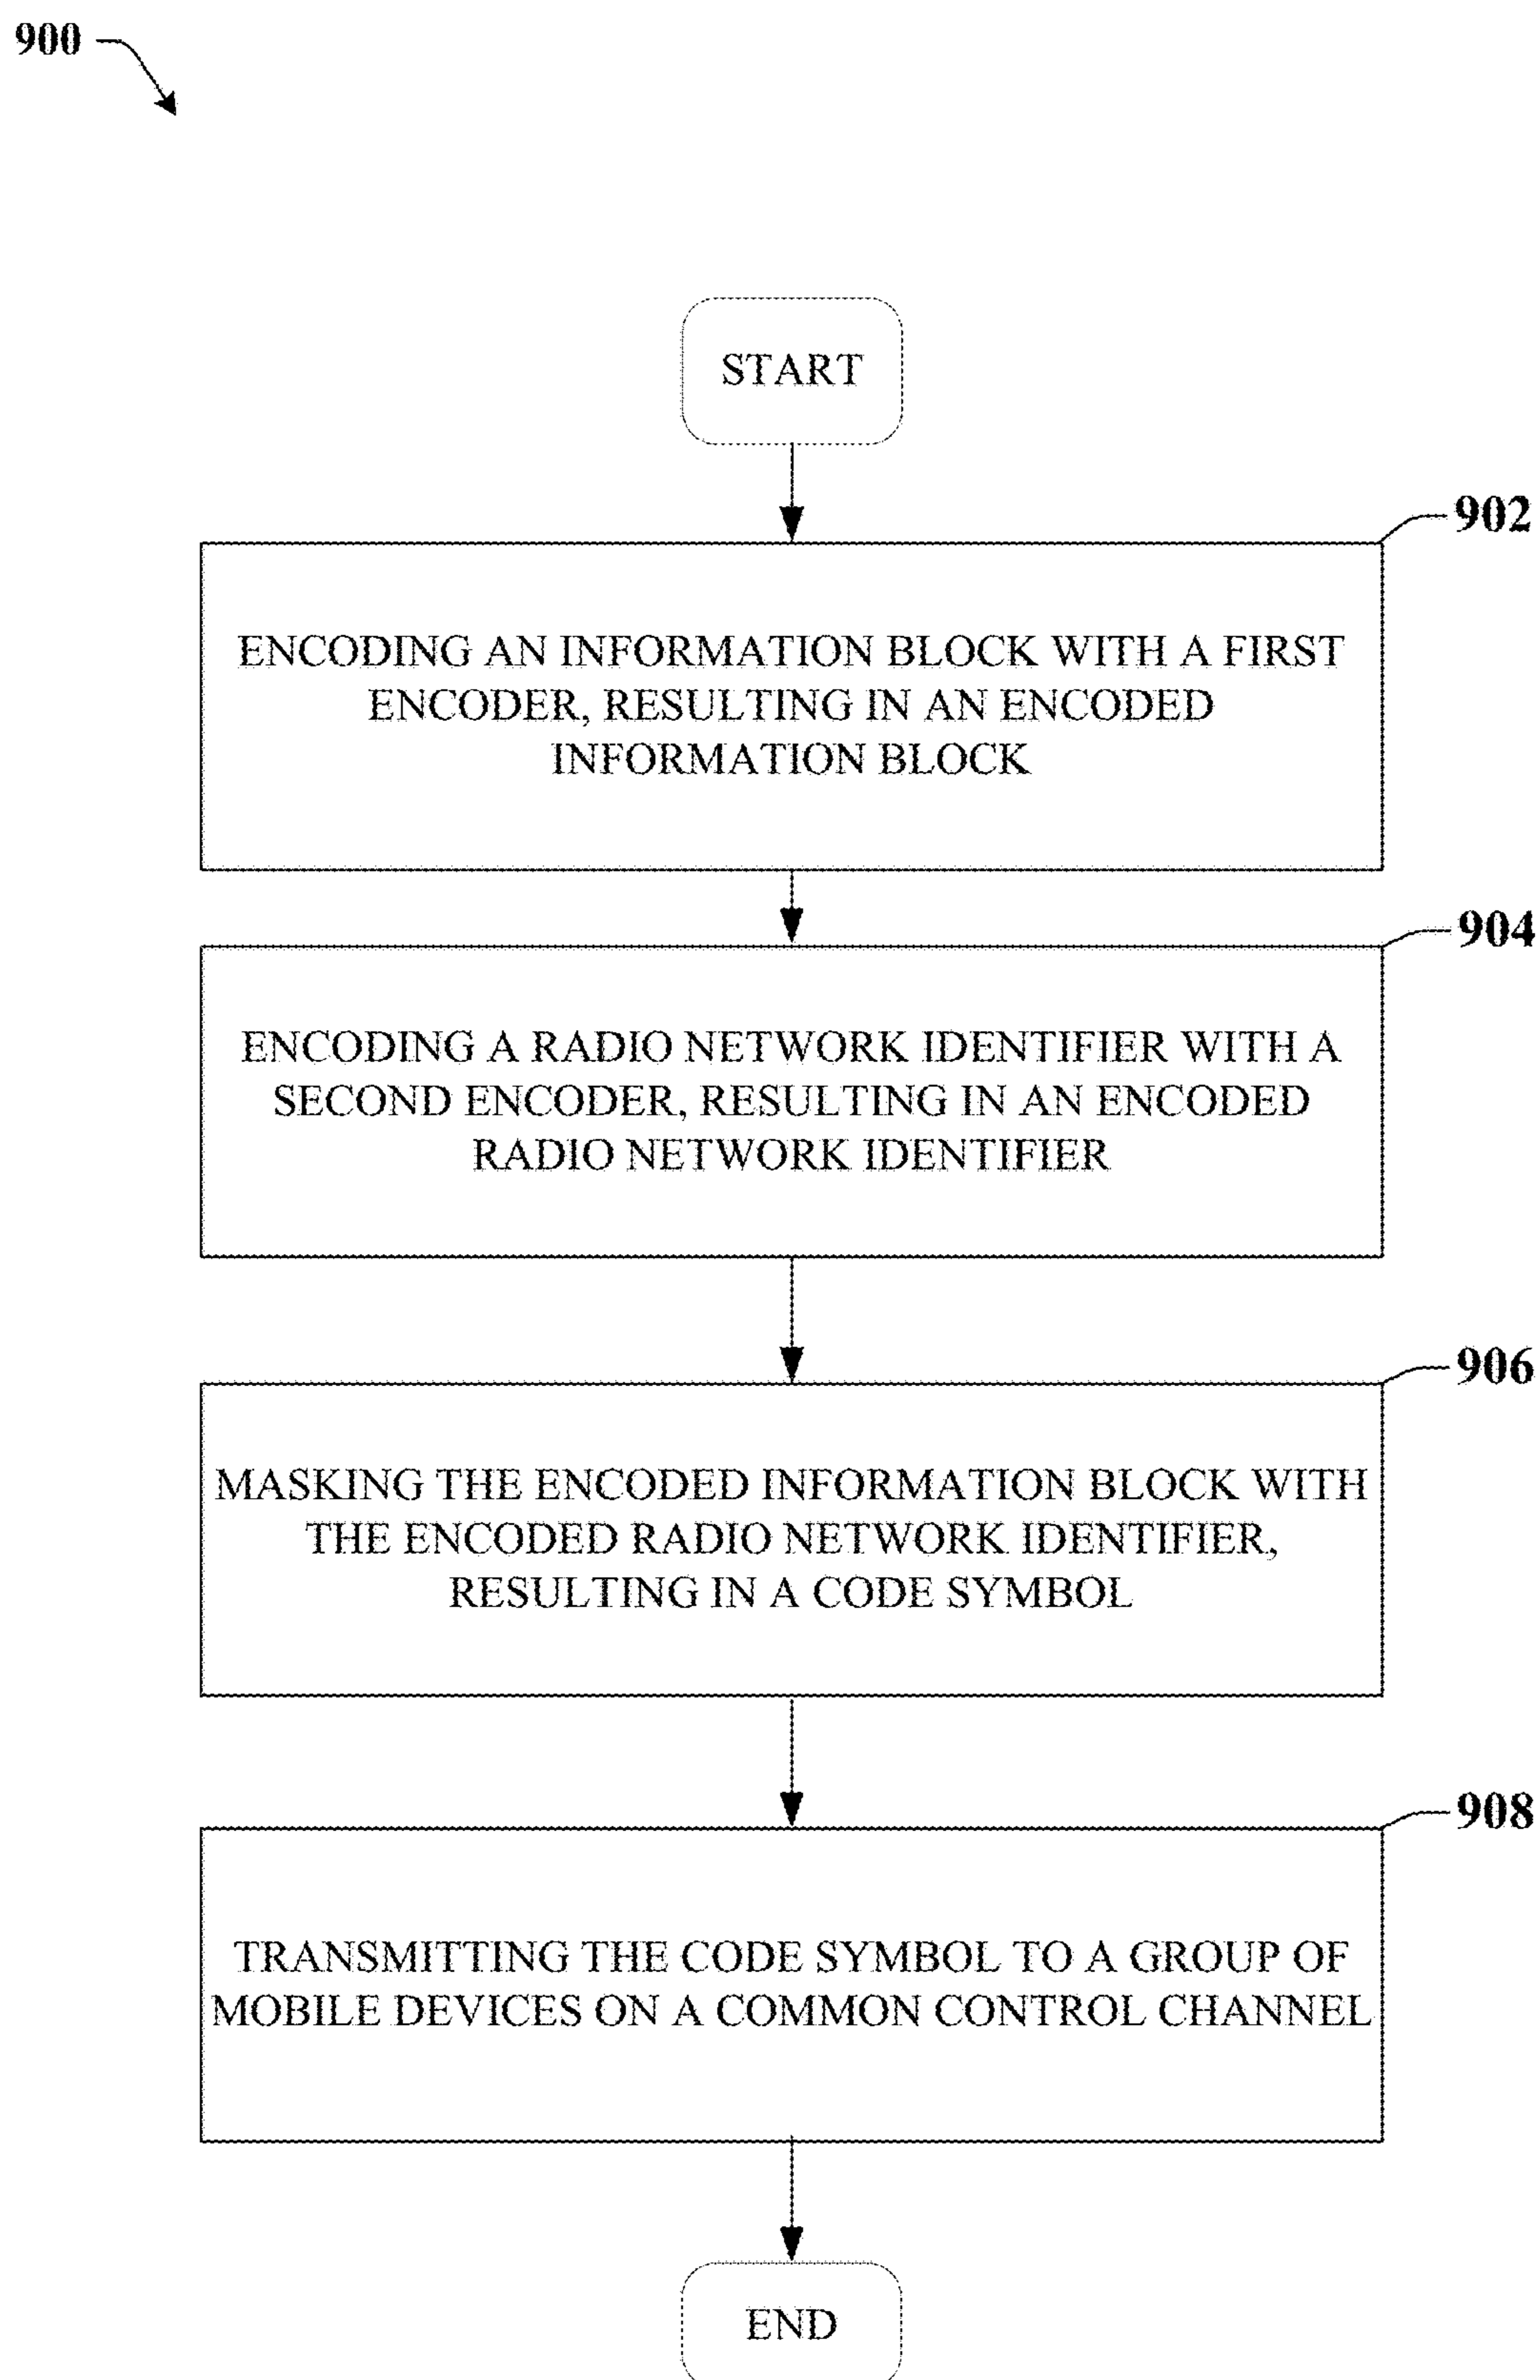 900
START
902
ENCODING AN INFORMATION BLOCK WITH A FIRST
ENCODER, RESULTING IN AN ENCODED
INFORMATION BLOCK
904
ENCODING A RADIO NETWORK IDENTIFIER WITH A
SECOND ENCODER, RESULTING IN AN ENCODED
RADIO NETWORK IDENTIFIER
906
MASKING THE ENCODED INFORMATION BLOCK WITH
THE ENCODED RADIO NETWORK IDENTIFIER,
RESULTING IN A CODE SYMBOL
908
TRANSMITTING THE CODE SYMBOL TO A GROUP OF
MOBILE DEVICES ON A COMMON CONTROL CHANNEL
END